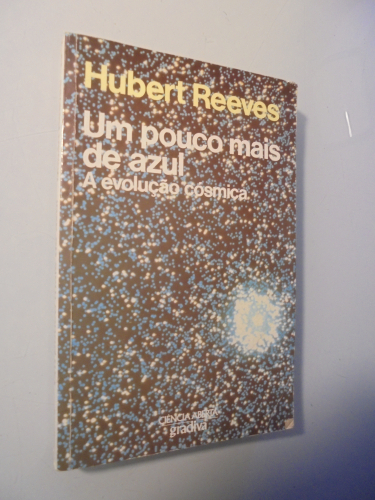 Hubert Reeves
Um pouco mais
de azul
A evolução cósmica
CIÊNCIA ABERTA
gradiva